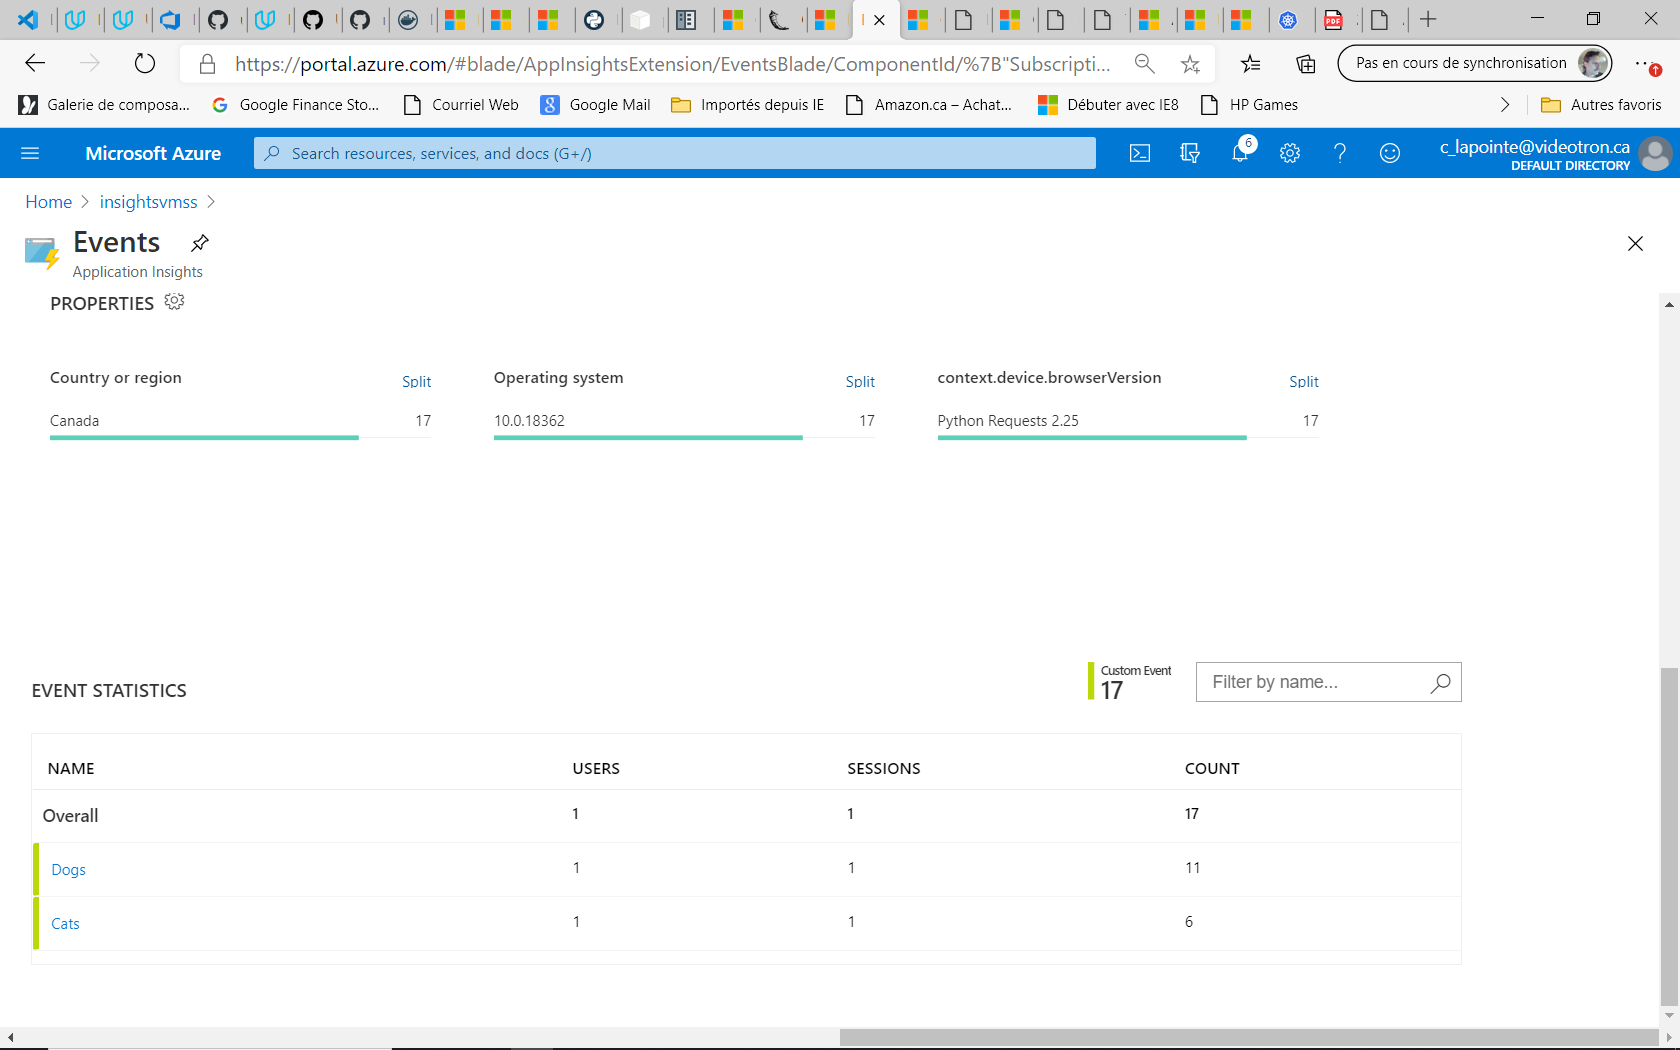 https://portal.azure.com/#blade/AppInsightsExtension/EventsBlade/ComponentId/%7B"Subscripti...
Pas en cours de synchronisation
Galerie de composa...
Google Finance Sto...
Courriel Web
Google Mail
Importés depuis IE
Amazon.ca – Achat...
Débuter avec IE8
HP Games
Autres favoris
Microsoft Azure
Search resources, services, and docs (G+/)
6
c_lapointe@videotron.ca
DEFAULT DIRECTORY
Home > insightsvmss >
Events
Application Insights
PROPERTIES
Country or region Split
Canada 17
Operating system Split
10.0.18362 17
context.device.browserVersion Split
Python Requests 2.25 17
EVENT STATISTICS
Custom Event
17
Filter by name...
NAME USERS SESSIONS COUNT
Overall 1 1 17
Dogs 1 1 11
Cats 1 1 6